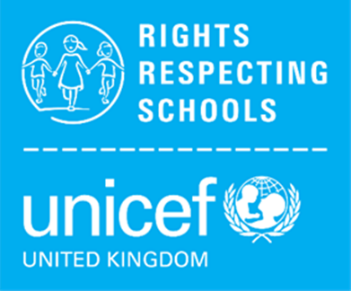 RIGHTS
RESPECTING
SCHOOLS
unicef
UNITED KINGDOM